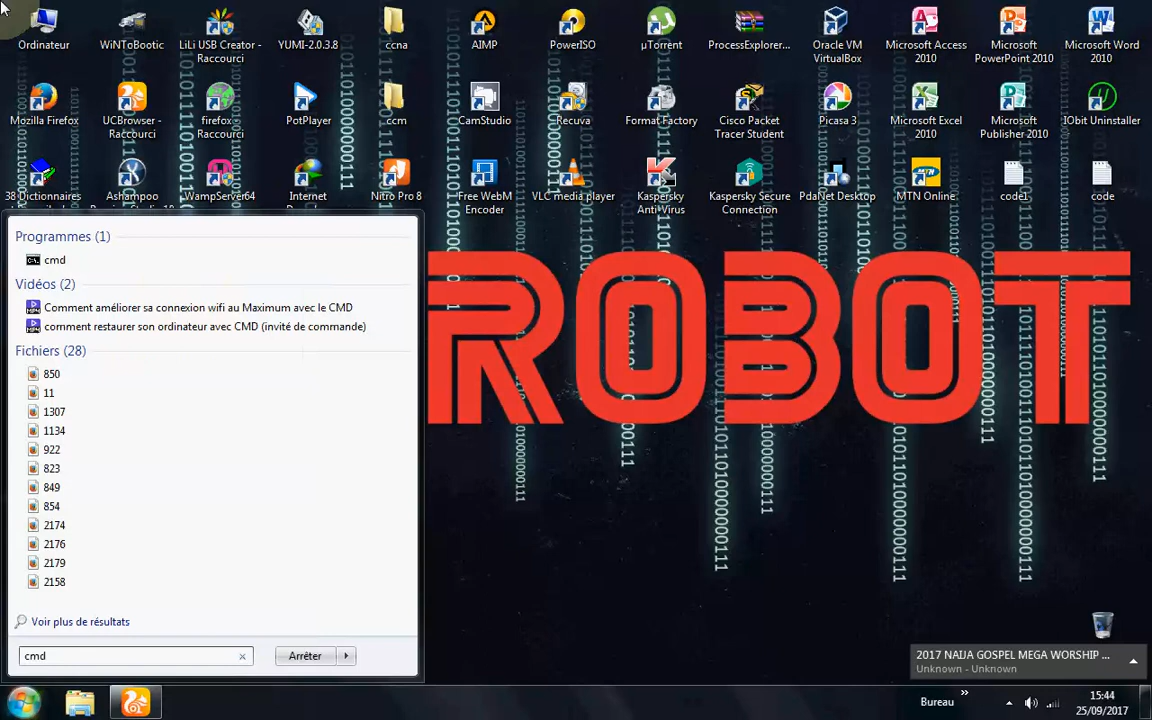 Ordinateur
WiNToBootic
LiLi USB Creator -
Raccourci
YUMI-2.0.3.8
ccna
AIMP
PowerISO
µTorrent
ProcessExplorer...
Oracle VM
VirtualBox
Microsoft Access
2010
Microsoft
PowerPoint 2010
Microsoft Word
2010
Mozilla Firefox
UCBrowser -
Raccourci
firefox -
Raccourci
PotPlayer
ccm
CamStudio
Recuva
Format Factory
Cisco Packet
Tracer Student
Picasa 3
Microsoft Excel
2010
Microsoft
Publisher 2010
IObit Uninstaller
38 Dictionnaires
Ashampoo
WampServer64
Internet
Nitro Pro 8
Free WebM
Encoder
VLC media player
Kaspersky
Anti-Virus
Kaspersky Secure
Connection
PdaNet Desktop
MTN Online
code1
code
Programmes (1)
cmd
Vidéos (2)
Comment améliorer sa connexion wifi au Maximum avec le CMD
comment restaurer son ordinateur avec CMD (invité de commande)
Fichiers (28)
850
11
1307
1134
922
823
849
854
2174
2176
2179
2158
Voir plus de résultats
cmd
Arrêter
ROBOT
2017 NAIJA GOSPEL MEGA WORSHIP ...
Unknown - Unknown
Bureau
15:44
25/09/2017